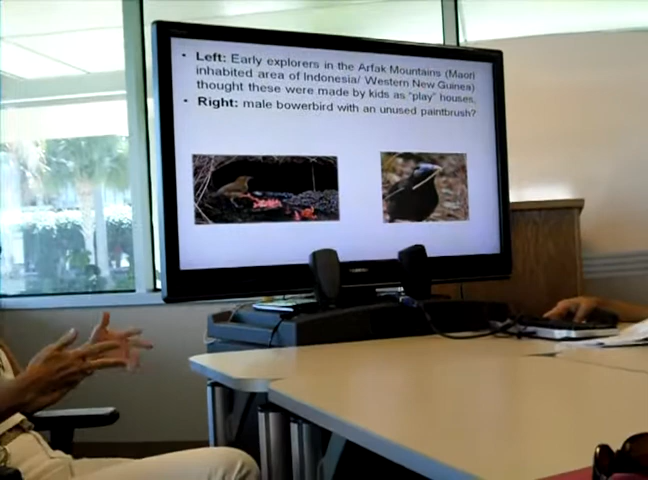 • Left: Early explorers in the Arfak Mountains (Maori
inhabited area of Indonesia/ Western New Guinea)
thought these were made by kids as "play" houses.
• Right: male bowerbird with an unused paintbrush?